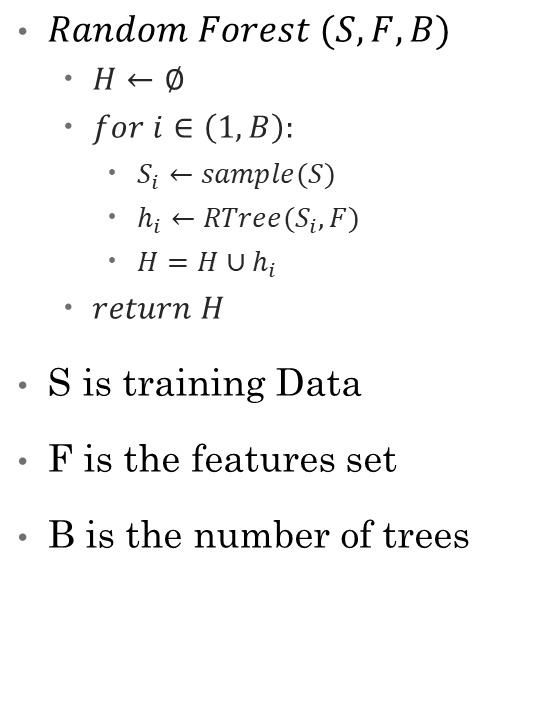 • Random Forest (S, F, B)
• H ← ∅
• for i ∈ (1, B):
• Sᵢ ← sample(S)
• hᵢ ← RTree(Sᵢ, F)
• H = H ∪ hᵢ
• return H
• S is training Data
• F is the features set
• B is the number of trees